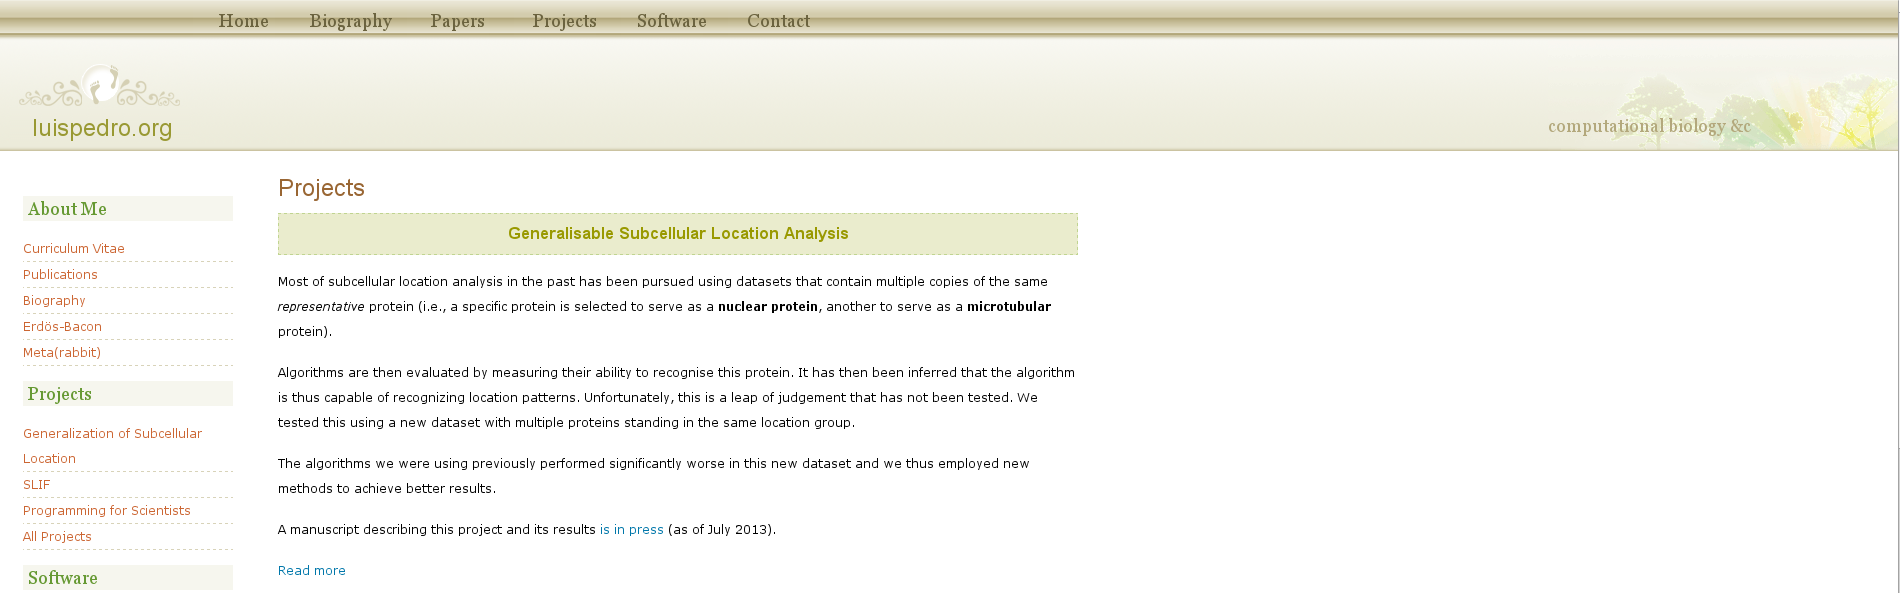 Home Biography Papers Projects Software Contact
luispedro.org
computational biology &c
About Me
Curriculum Vitae
Publications
Biography
Erdös-Bacon
Meta(rabbit)
Projects
Generalization of Subcellular
Location
SLIF
Programming for Scientists
All Projects
Software
Projects
Generalisable Subcellular Location Analysis
Most of subcellular location analysis in the past has been pursued using datasets that contain multiple copies of the same
representative protein (i.e., a specific protein is selected to serve as a nuclear protein, another to serve as a microtubular
protein).
Algorithms are then evaluated by measuring their ability to recognise this protein. It has then been inferred that the algorithm
is thus capable of recognizing location patterns. Unfortunately, this is a leap of judgement that has not been tested. We
tested this using a new dataset with multiple proteins standing in the same location group.
The algorithms we were using previously performed significantly worse in this new dataset and we thus employed new
methods to achieve better results.
A manuscript describing this project and its results is in press (as of July 2013).
Read more